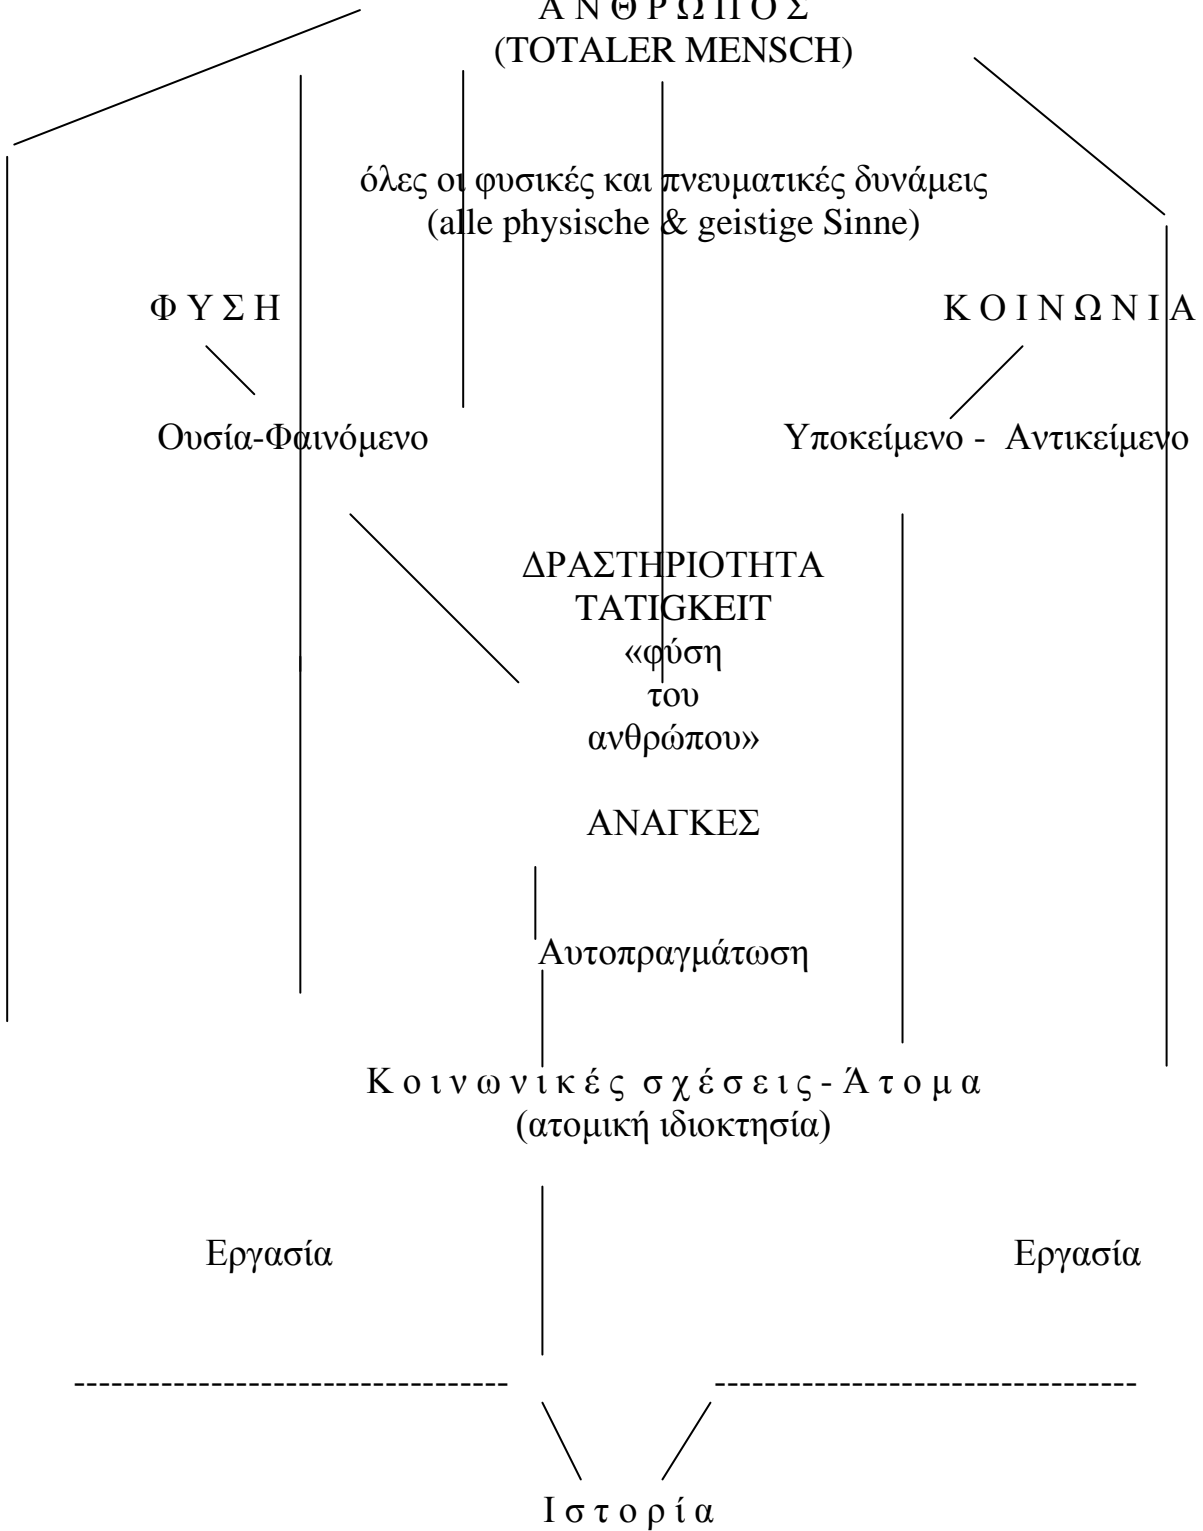 Α Ν Θ Ρ Ω Π Ο Σ
(TOTALER MENSCH)
όλες οι φυσικές και πνευματικές δυνάμεις
(alle physische & geistige Sinne)
Φ Υ Σ Η Κ Ο Ι Ν Ω Ν Ι Α
Ουσία-Φαινόμενο Υποκείμενο - Αντικείμενο
ΔΡΑΣΤΗΡΙΟΤΗΤΑ
TATIGKEIT
«φύση
του
ανθρώπου»
ΑΝΑΓΚΕΣ
Αυτοπραγμάτωση
Κ ο ι ν ω ν ι κ έ ς σ χ έ σ ε ι ς - Ά τ ο μ α
(ατομική ιδιοκτησία)
Εργασία Εργασία
Ι σ τ ο ρ ί α